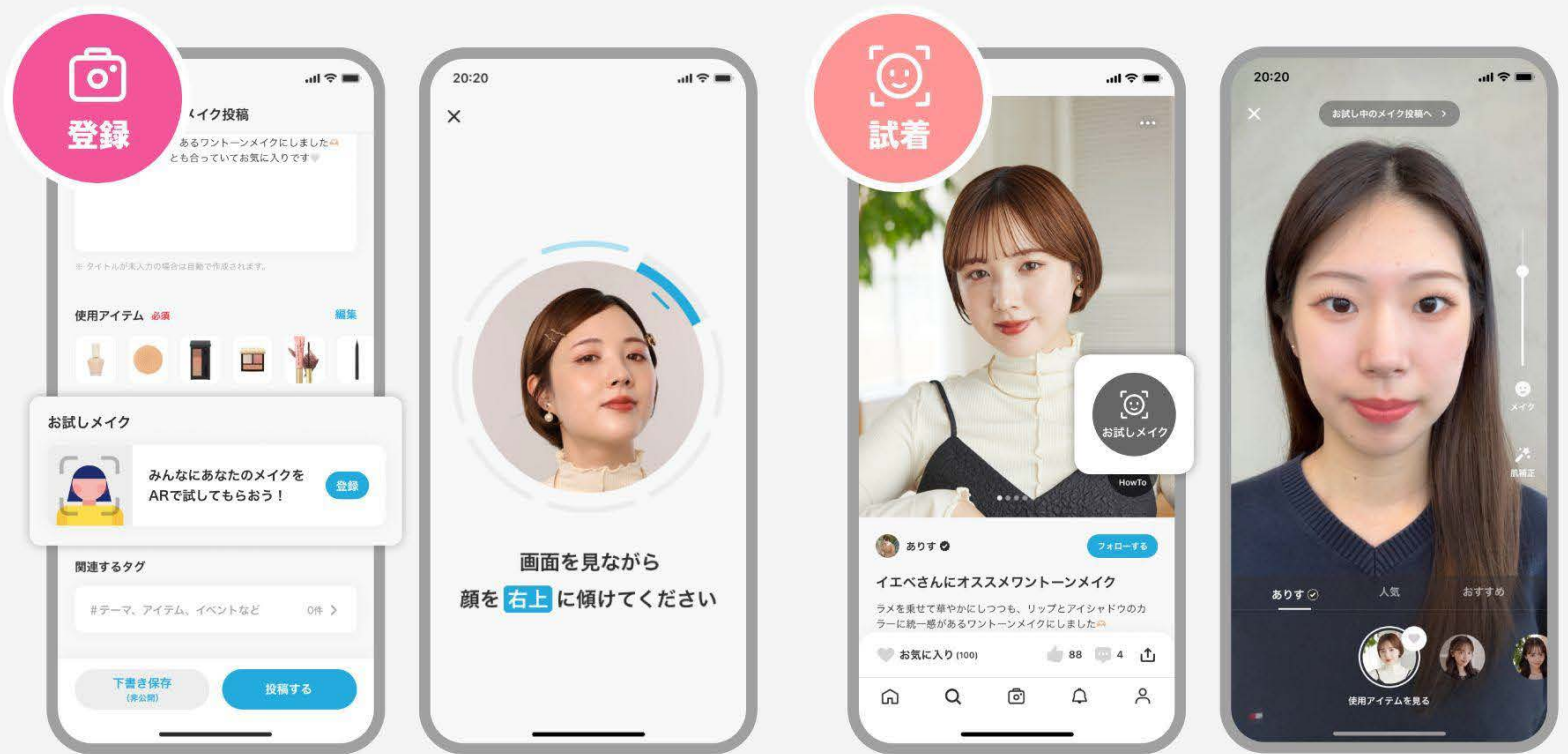 登録
メイク投稿
あるワントーンメイクにしました🫶🏻
とも合っていてお気に入りです🤍
※ タイトルが未入力の場合は自動で作成されます。
使用アイテム 必須
編集
お試しメイク
みんなにあなたのメイクを
ARで試してもらおう！
登録
関連するタグ
#テーマ、アイテム、イベントなど
0件
下書き保存
(非公開)
投稿する
20:20
画面を見ながら
顔を 右上 に傾けてください
試着
お試しメイク
HowTo
ありす
フォローする
イエベさんにオススメワントーンメイク
ラメを乗せて華やかにしつつも、リップとアイシャドウのカ
ラーに統一感があるワントーンメイクにしました🫶🏻
お気に入り (100)
88
4
20:20
お試し中のメイク投稿へ
メイク
肌補正
ありす
人気
おすすめ
使用アイテムを見る